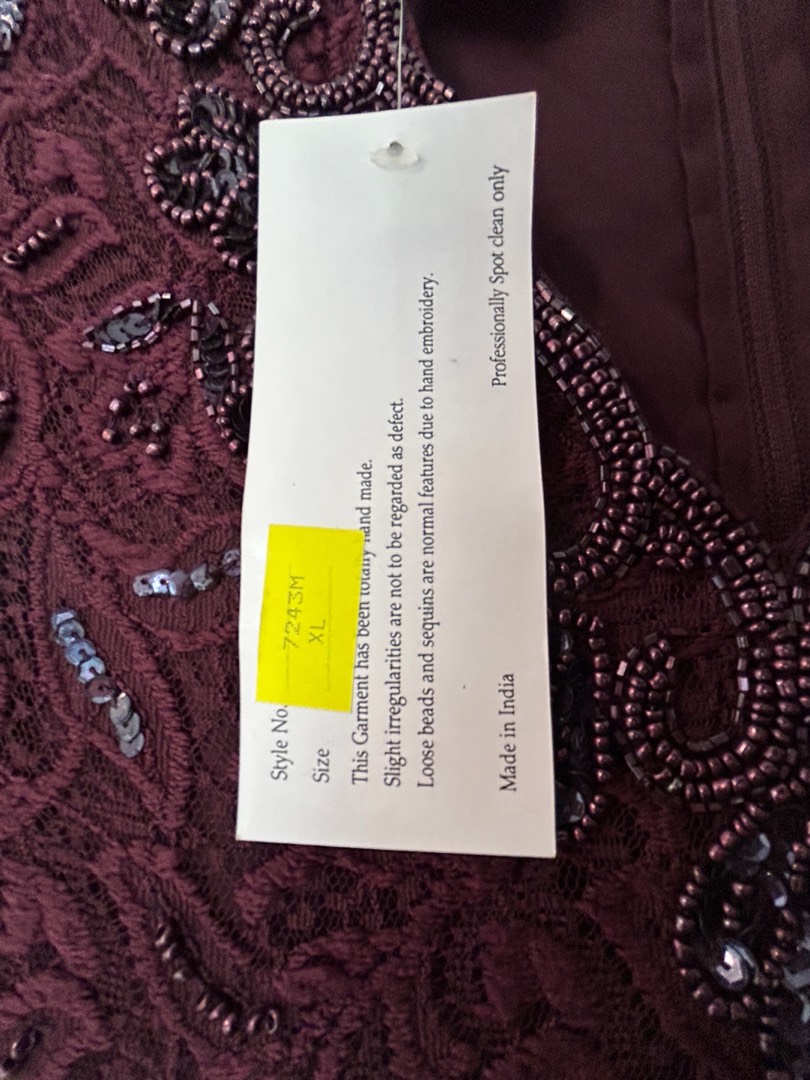 Style No. 7243M
Size XL
This Garment has been totally hand made.
Slight irregularities are not to be regarded as defect.
Loose beads and sequins are normal features due to hand embroidery.
Made in India Professionally Spot clean only